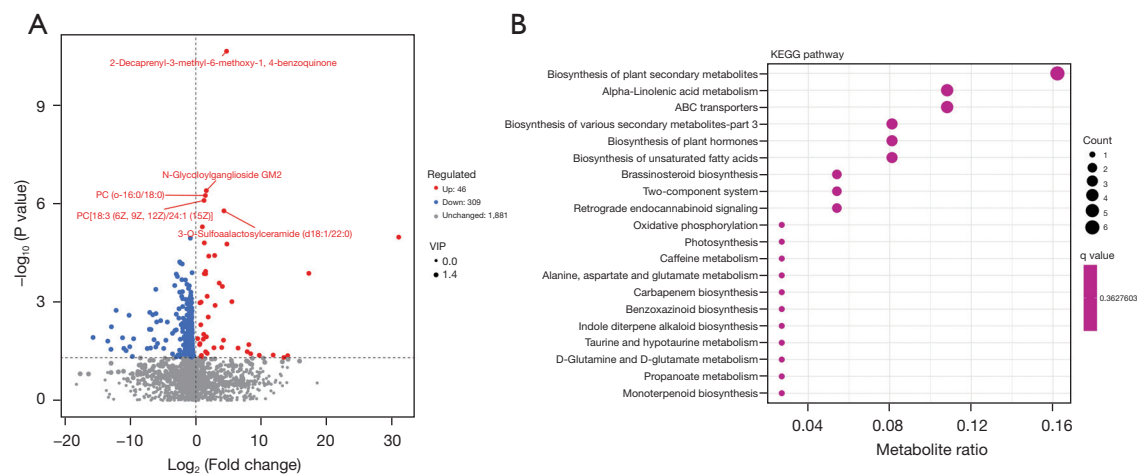 A
2-Decaprenyl-3-methyl-6-methoxy-1, 4-benzoquinone
N-Glycoloylganglioside GM2
PC (o-16:0/18:0)
PC[18:3 (6Z, 9Z, 12Z)/24:1 (15Z)]
3-O-Sulfoaalactosylceramide (d18:1/22:0)
9
6
3
0
–log10 (P value)
–20
–10
0
10
20
30
Log2 (Fold change)
Regulated
Up: 46
Down: 309
Unchanged: 1,881
VIP
0.0
1.4
B
KEGG pathway
Biosynthesis of plant secondary metabolites
Alpha-Linolenic acid metabolism
ABC transporters
Biosynthesis of various secondary metabolites-part 3
Biosynthesis of plant hormones
Biosynthesis of unsaturated fatty acids
Brassinosteroid biosynthesis
Two-component system
Retrograde endocannabinoid signaling
Oxidative phosphorylation
Photosynthesis
Caffeine metabolism
Alanine, aspartate and glutamate metabolism
Carbapenem biosynthesis
Benzoxazinoid biosynthesis
Indole diterpene alkaloid biosynthesis
Taurine and hypotaurine metabolism
D-Glutamine and D-glutamate metabolism
Propanoate metabolism
Monoterpenoid biosynthesis
0.04
0.08
0.12
0.16
Metabolite ratio
Count
1
2
3
4
5
6
q value
0.3627603